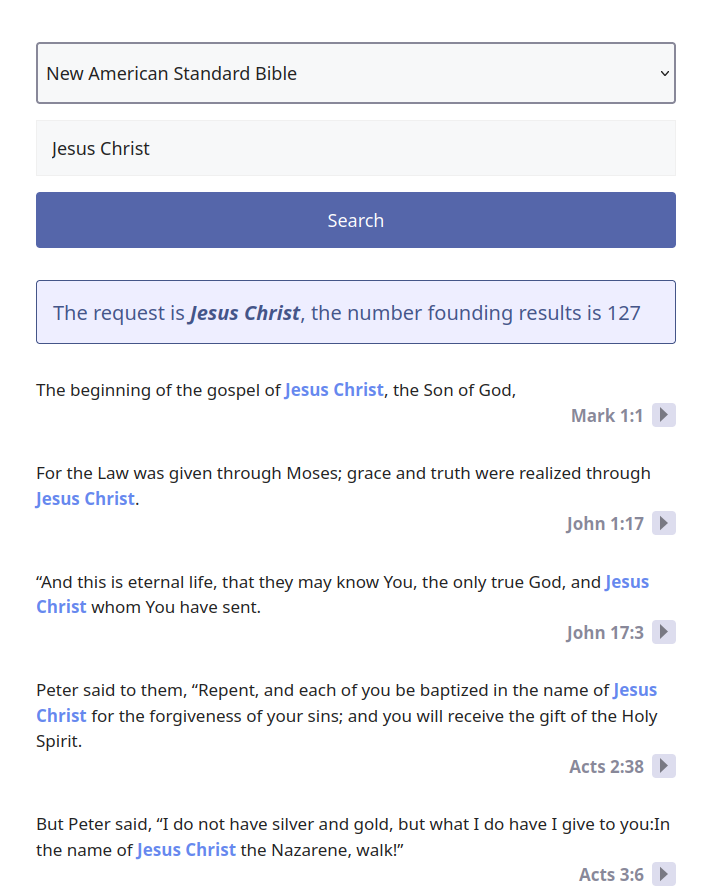 New American Standard Bible
Jesus Christ
Search
The request is Jesus Christ, the number founding results is 127
The beginning of the gospel of Jesus Christ, the Son of God,
Mark 1:1
For the Law was given through Moses; grace and truth were realized through
Jesus Christ.
John 1:17
“And this is eternal life, that they may know You, the only true God, and Jesus
Christ whom You have sent.
John 17:3
Peter said to them, “Repent, and each of you be baptized in the name of Jesus
Christ for the forgiveness of your sins; and you will receive the gift of the Holy
Spirit.
Acts 2:38
But Peter said, “I do not have silver and gold, but what I do have I give to you:In
the name of Jesus Christ the Nazarene, walk!”
Acts 3:6